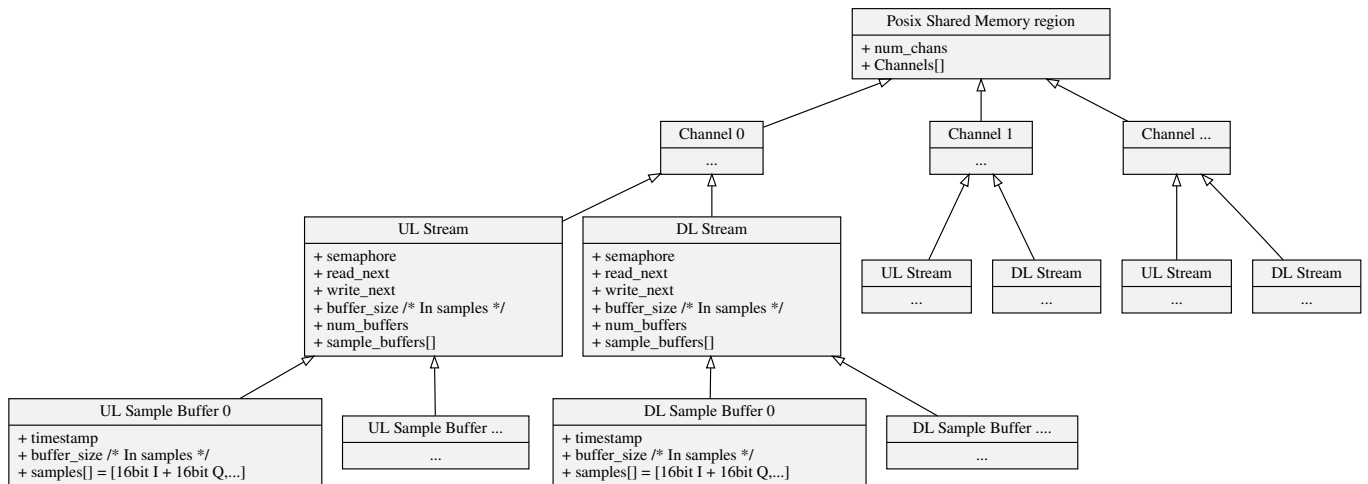 Posix Shared Memory region
+ num_chans
+ Channels[]
Channel 0
...
Channel 1
...
Channel ...
UL Stream
+ semaphore
+ read_next
+ write_next
+ buffer_size /* In samples */
+ num_buffers
+ sample_buffers[]
DL Stream
+ semaphore
+ read_next
+ write_next
+ buffer_size /* In samples */
+ num_buffers
+ sample_buffers[]
UL Stream
...
DL Stream
...
UL Stream
...
DL Stream
...
UL Sample Buffer 0
+ timestamp
+ buffer_size /* In samples */
+ samples[] = [16bit I + 16bit Q,...]
UL Sample Buffer ...
...
DL Sample Buffer 0
+ timestamp
+ buffer_size /* In samples */
+ samples[] = [16bit I + 16bit Q,...]
DL Sample Buffer ....
...